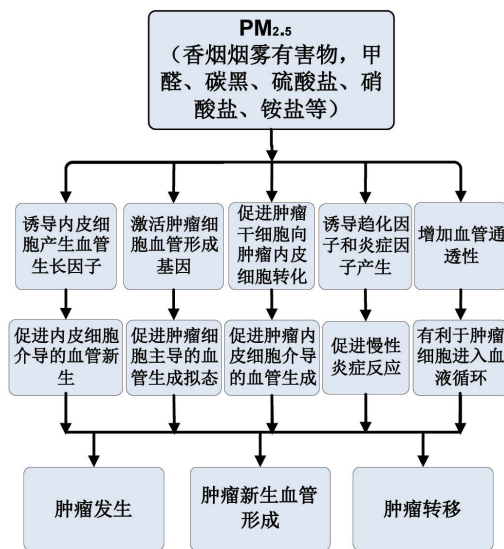 PM₂.₅
（香烟烟雾有害物，甲
醛、碳黑、硫酸盐、硝
酸盐、铵盐等）
诱导内皮细
胞产生血管
生长因子
激活肿瘤细
胞血管形成
基因
促进肿瘤
干细胞向
肿瘤内皮
细胞转化
诱导趋化因
子和炎症因
子产生
增加血管通
透性
促进内皮细胞
介导的血管新
生
促进肿瘤细胞
主导的血
管生成拟态
促进肿瘤内
皮细胞介导
的血管生成
促进慢性
炎症反应
有利于肿瘤
细胞进入血
液循环
肿瘤发生
肿瘤新生血管
形成
肿瘤转移